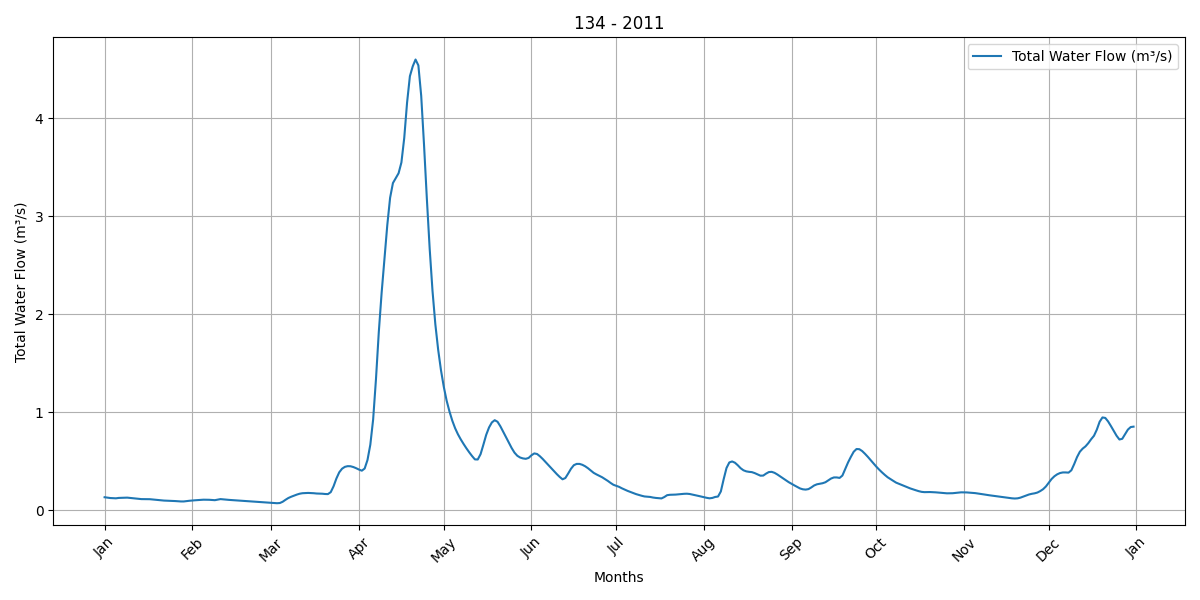 134 - 2011
Total Water Flow (m³/s)
Total Water Flow (m³/s)
4
3
2
1
0
Jan
Feb
Mar
Apr
May
Jun
Jul
Aug
Sep
Oct
Nov
Dec
Jan
Months